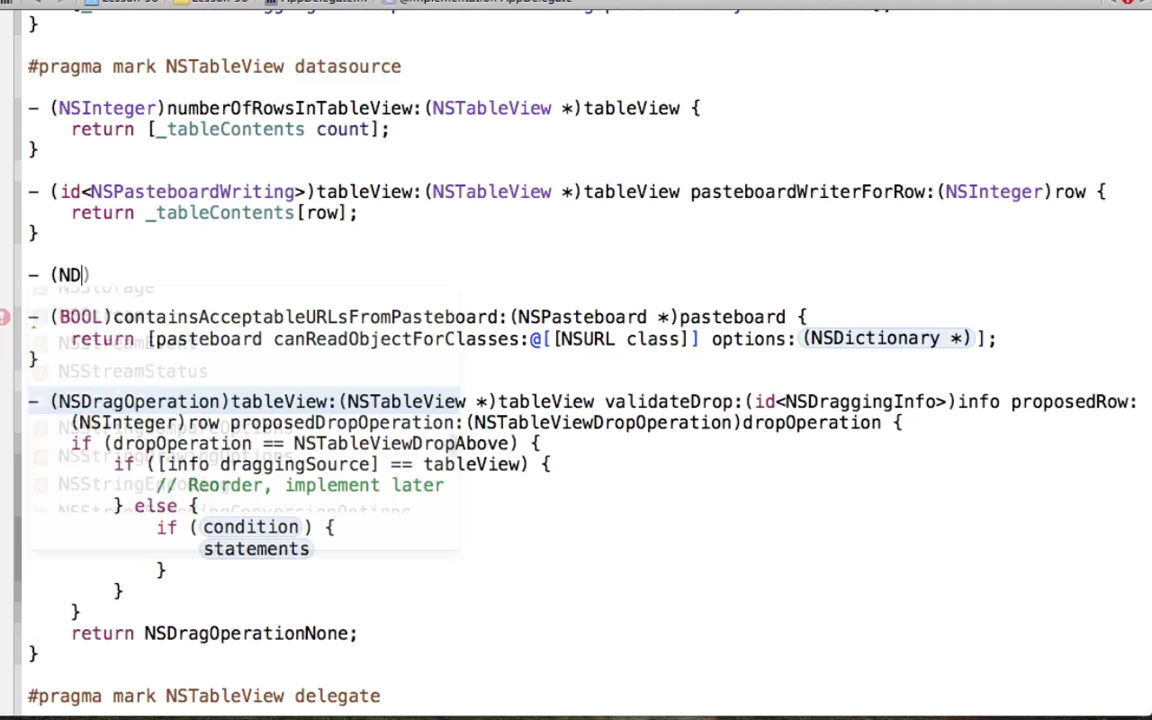 }
#pragma mark NSTableView datasource
- (NSInteger)numberOfRowsInTableView:(NSTableView *)tableView {
return [_tableContents count];
}
- (id<NSPasteboardWriting>)tableView:(NSTableView *)tableView pasteboardWriterForRow:(NSInteger)row {
return _tableContents[row];
}
- (ND)
NSStorage
- (BOOL)containsAcceptableURLsFromPasteboard:(NSPasteboard *)pasteboard {
return [pasteboard canReadObjectForClasses:@[[NSURL class]] options:(NSDictionary *)];
}
NSStreamStatus
- (NSDragOperation)tableView:(NSTableView *)tableView validateDrop:(id<NSDraggingInfo>)info proposedRow:
(NSInteger)row proposedDropOperation:(NSTableViewDropOperation)dropOperation {
if (dropOperation == NSTableViewDropAbove) {
if ([info draggingSource] == tableView) {
// Reorder, implement later
} else {
if (condition) {
statements
}
}
}
return NSDragOperationNone;
}
#pragma mark NSTableView delegate